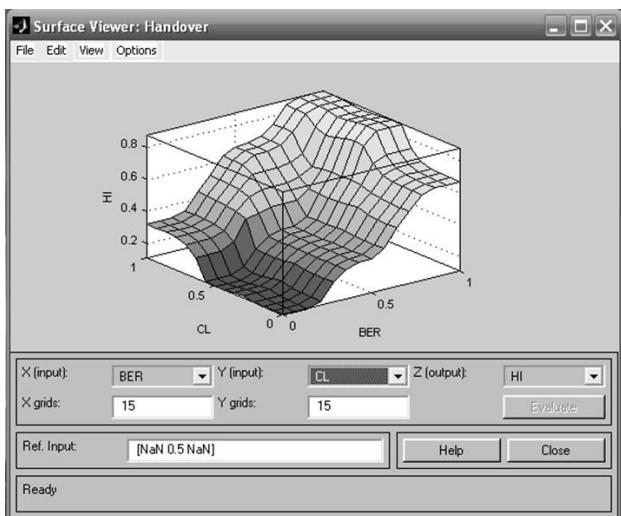 Surface Viewer: Handover
File Edit View Options
0.8
0.6
0.4
0.2
HI
1
0.5
0
CL
0
0.5
1
BER
X (input): BER Y (input): CL Z (output): HI
X grids: 15 Y grids: 15 Evaluate
Ref. Input: [NaN 0.5 NaN] Help Close
Ready